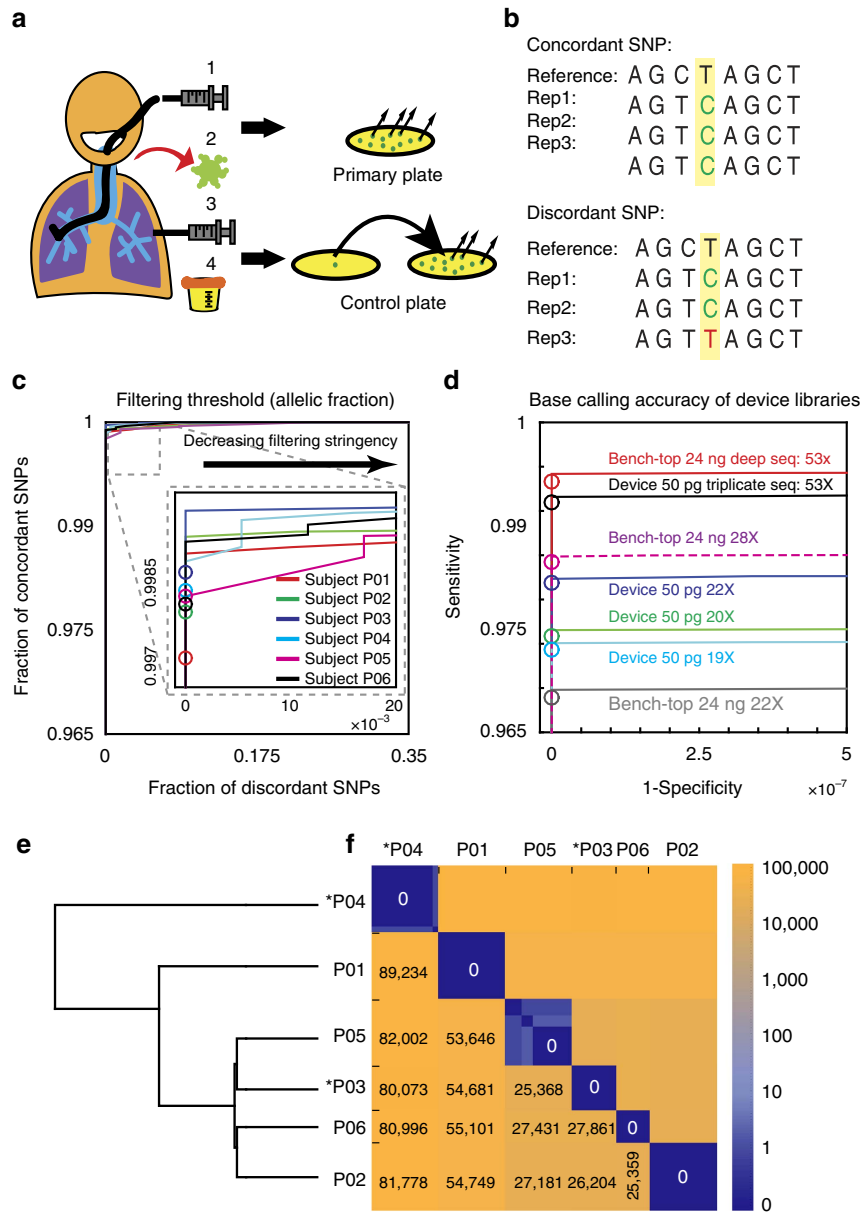 a
1
2
3
4
Primary plate
Control plate
b
Concordant SNP:
Reference: A G C T A G C T
Rep1: A G T C A G C T
Rep2: A G T C A G C T
Rep3: A G T C A G C T
Discordant SNP:
Reference: A G C T A G C T
Rep1: A G T C A G C T
Rep2: A G T C A G C T
Rep3: A G T T A G C T
c
Filtering threshold (allelic fraction)
Decreasing filtering stringency
Fraction of concordant SNPs
1
0.99
0.975
0.965
0
0.175
0.35
Fraction of discordant SNPs
0.9985
0.997
Subject P01
Subject P02
Subject P03
Subject P04
Subject P05
Subject P06
0
10
20
×10⁻³
d
Base calling accuracy of device libraries
Sensitivity
1
0.99
0.975
0.965
Bench-top 24 ng deep seq: 53x
Device 50 pg triplicate seq: 53X
Bench-top 24 ng 28X
Device 50 pg 22X
Device 50 pg 20X
Device 50 pg 19X
Bench-top 24 ng 22X
0
2.5
5
×10⁻⁷
1-Specificity
e
*P04
P01
P05
*P03
P06
P02
f
*P04 P01 P05 *P03 P06 P02
0
89,234 0
82,002 53,646 0
80,073 54,681 25,368 0
80,996 55,101 27,431 27,861 0
81,778 54,749 27,181 26,204 25,359 0
100,000
10,000
1,000
100
10
1
0